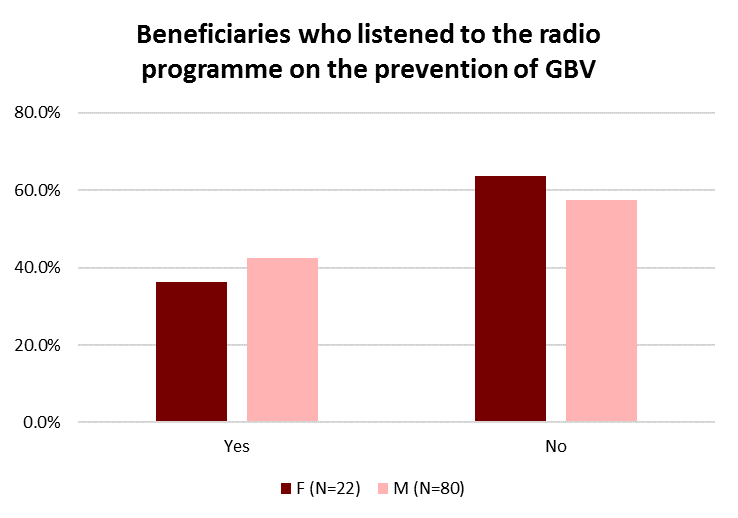 Beneficiaries who listened to the radio
programme on the prevention of GBV
80.0%
60.0%
40.0%
20.0%
0.0%
Yes No
F (N=22) M (N=80)